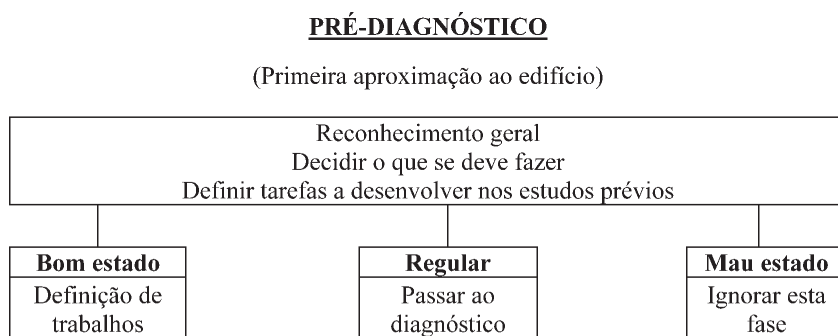 PRÉ-DIAGNÓSTICO
(Primeira aproximação ao edifício)
Reconhecimento geral
Decidir o que se deve fazer
Definir tarefas a desenvolver nos estudos prévios
Bom estado
Definição de
trabalhos
Regular
Passar ao
diagnóstico
Mau estado
Ignorar esta
fase